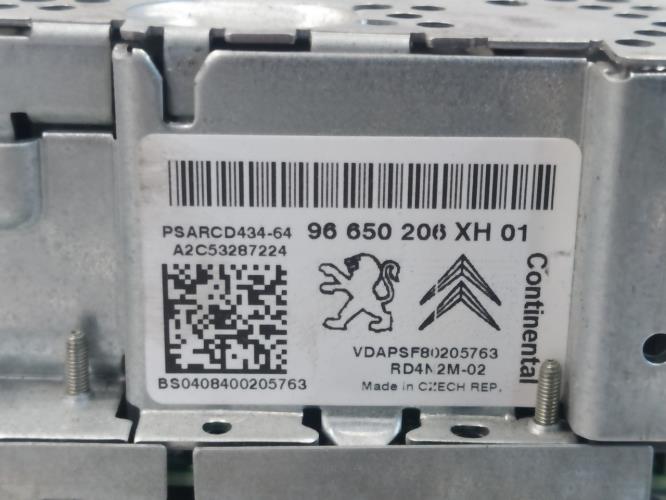 PSARCD434-64 96 650 206 XH 01
A2C53287224
Continental
VDAPSF80205763
RD4N2M-02
BS0408400205763
Made in CZECH REP.